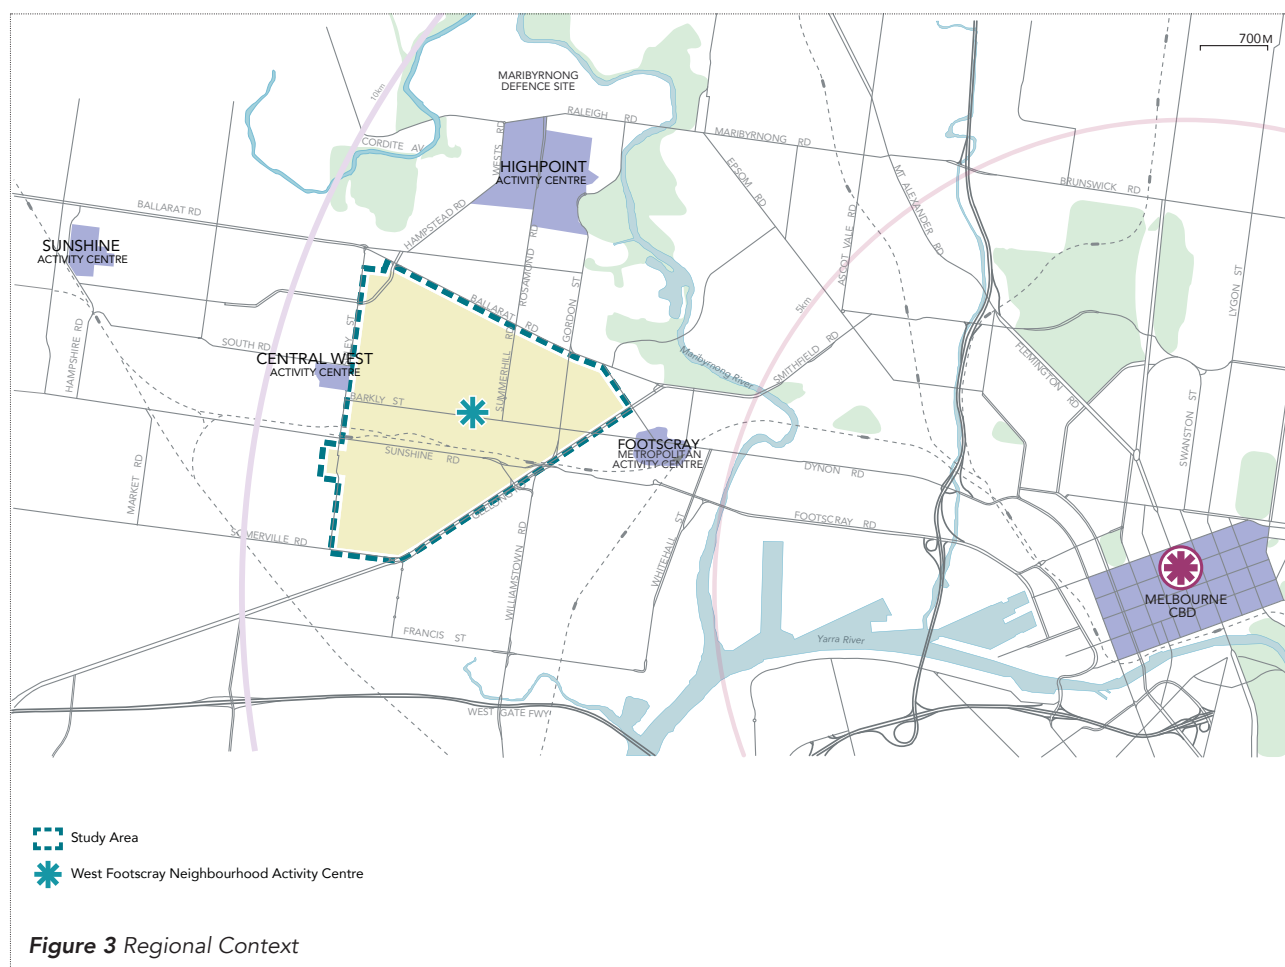 700M
MARIBYRNONG
DEFENCE SITE
10km
RALEIGH RD
MARIBYRNONG RD
CORDITE AV
WESTS RD
HIGHPOINT
ACTIVITY CENTRE
EPSOM RD
MT ALEXANDER RD
BRUNSWICK RD
BALLARAT RD
HAMPSTEAD RD
ASCOT VALE RD
SUNSHINE
ACTIVITY CENTRE
ROSAMOND RD
GORDON ST
LYGON ST
BALLARAT RD
5km
HAMPSHIRE RD
SOUTH RD
EY ST
CENTRAL WEST
ACTIVITY CENTRE
SUMMERHILL RD
Maribyrnong River
SMITHFIELD RD
FLEMINGTON RD
BARKLY ST
SWANSTON ST
FOOTSCRAY
METROPOLITAN
ACTIVITY CENTRE
SUNSHINE RD
DYNON RD
MARKET RD
GEELONG
FOOTSCRAY RD
SOMERVILLE RD
WILLIAMSTOWN RD
WHITEHALL ST
MELBOURNE
CBD
FRANCIS ST
Yarra River
WEST GATE FWY
Study Area
West Footscray Neighbourhood Activity Centre
Figure 3 Regional Context